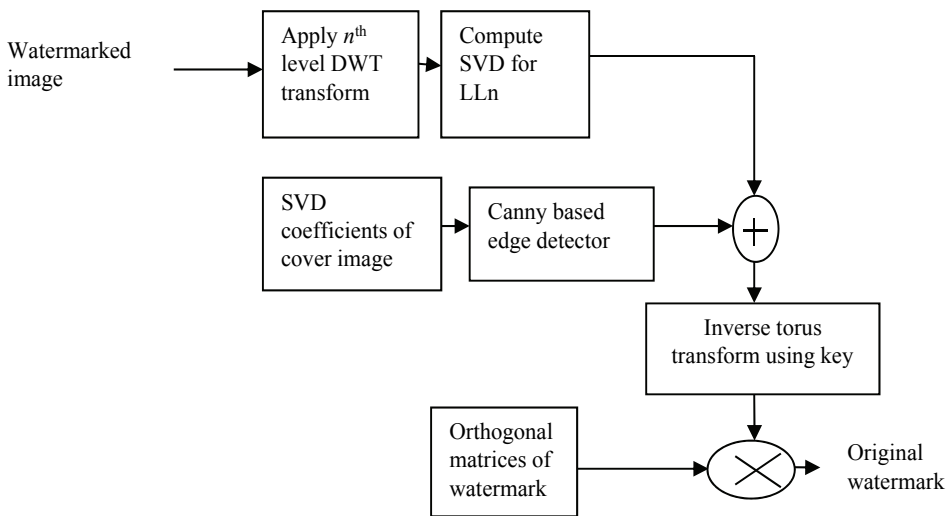 Watermarked
image
Apply nth
level DWT
transform
Compute
SVD for
LLn
SVD
coefficients of
cover image
Canny based
edge detector
+
Inverse torus
transform using key
Orthogonal
matrices of
watermark
Original
watermark